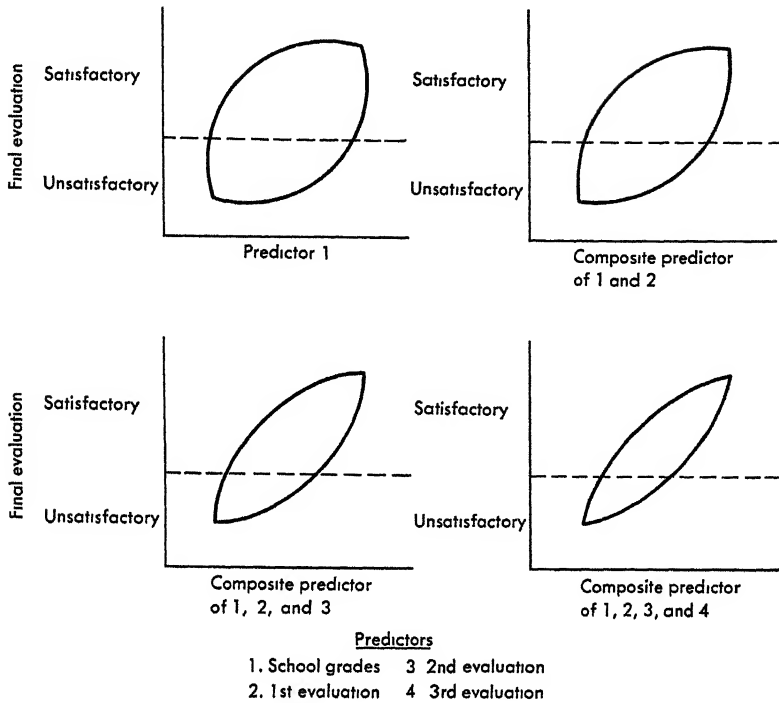 Final evaluation
Satisfactory
Unsatisfactory
Predictor 1
Satisfactory
Unsatisfactory
Composite predictor
of 1 and 2
Final evaluation
Satisfactory
Unsatisfactory
Composite predictor
of 1, 2, and 3
Satisfactory
Unsatisfactory
Composite predictor
of 1, 2, 3, and 4
Predictors
1. School grades 3 2nd evaluation
2. 1st evaluation 4 3rd evaluation